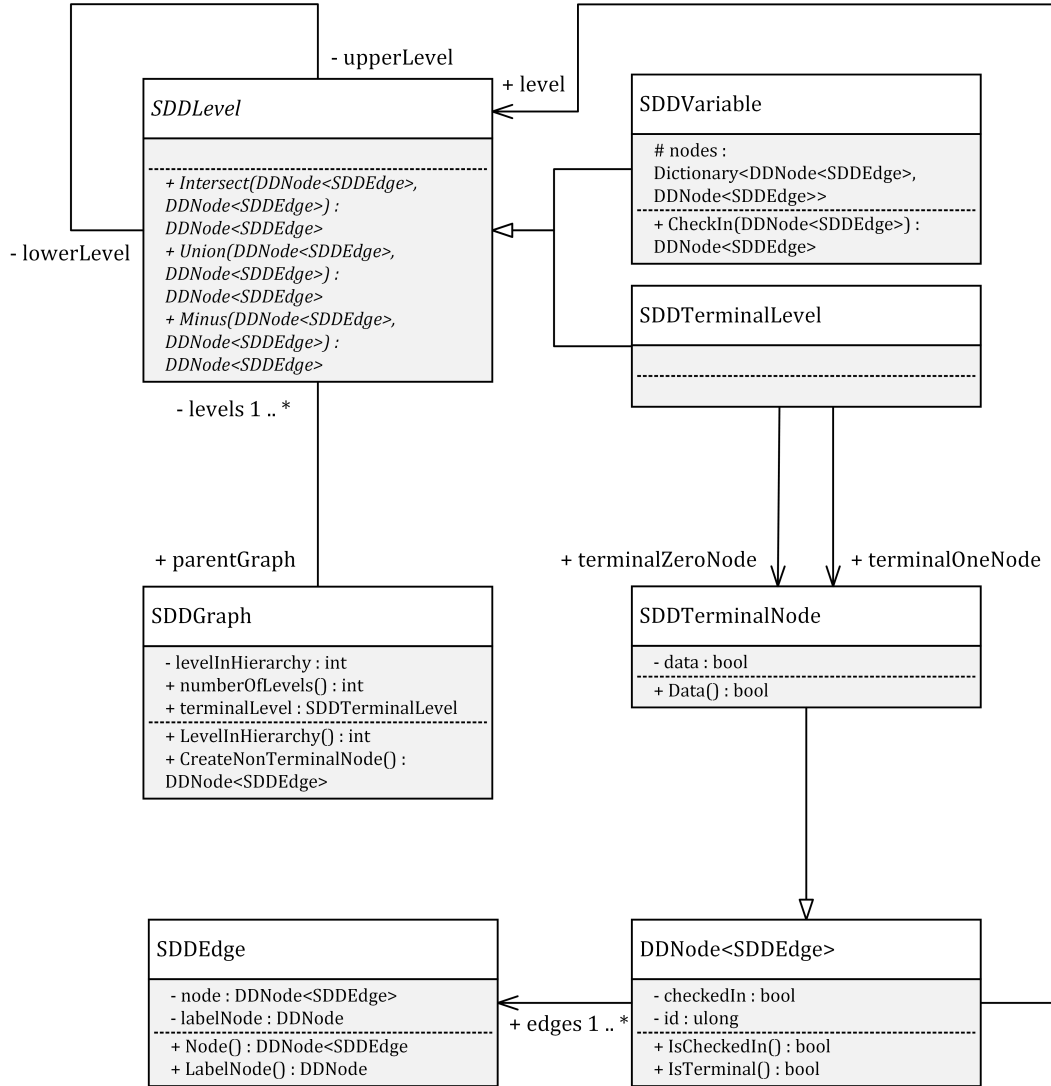 - upperLevel
+ level
SDDLevel
+ Intersect(DDNode<SDDEdge>,
DDNode<SDDEdge>) :
DDNode<SDDEdge>
+ Union(DDNode<SDDEdge>,
DDNode<SDDEdge>) :
DDNode<SDDEdge>
+ Minus(DDNode<SDDEdge>,
DDNode<SDDEdge>) :
DDNode<SDDEdge>
- lowerLevel
SDDVariable
# nodes :
Dictionary<DDNode<SDDEdge>,
DDNode<SDDEdge>>
+ CheckIn(DDNode<SDDEdge>) :
DDNode<SDDEdge>
SDDTerminalLevel
- levels 1 .. *
+ parentGraph
+ terminalZeroNode
+ terminalOneNode
SDDGraph
- levelInHierarchy : int
+ numberOfLevels() : int
+ terminalLevel : SDDTerminalLevel
+ LevelInHierarchy() : int
+ CreateNonTerminalNode() :
DDNode<SDDEdge>
SDDTerminalNode
- data : bool
+ Data() : bool
SDDEdge
- node : DDNode<SDDEdge>
- labelNode : DDNode
+ Node() : DDNode<SDDEdge
+ LabelNode() : DDNode
+ edges 1 .. *
DDNode<SDDEdge>
- checkedIn : bool
- id : ulong
+ IsCheckedIn() : bool
+ IsTerminal() : bool